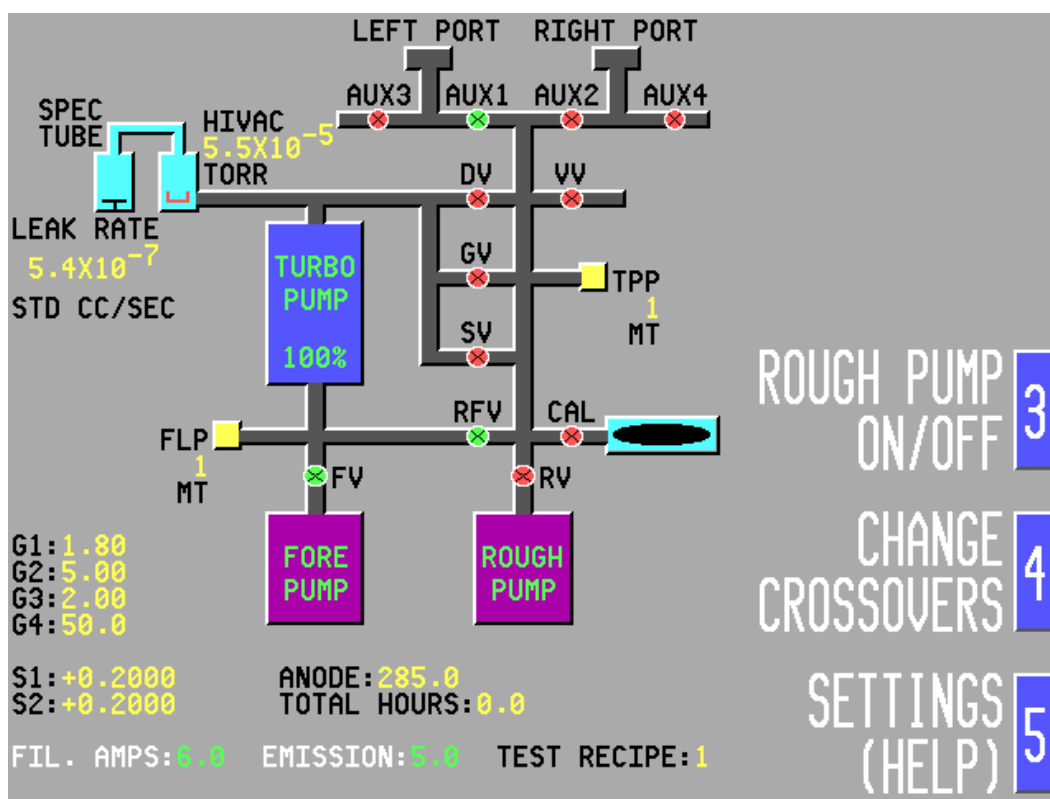 LEFT PORT RIGHT PORT
AUX3 AUX1 AUX2 AUX4
SPEC
TUBE
HIVAC
5.5X10⁻⁵
TORR
DV VV
LEAK RATE
5.4X10⁻⁷
STD CC/SEC
TURBO
PUMP
100%
GV
TPP
1
MT
SV
ROUGH PUMP
ON/OFF
3
RFV CAL
FLP
1
MT
FV RV
FORE
PUMP
ROUGH
PUMP
CHANGE
CROSSOVERS
4
G1:1.80
G2:5.00
G3:2.00
G4:50.0
S1:+0.2000
S2:+0.2000
ANODE:285.0
TOTAL HOURS:0.0
SETTINGS
(HELP)
5
FIL. AMPS:6.0 EMISSION:5.0 TEST RECIPE:1